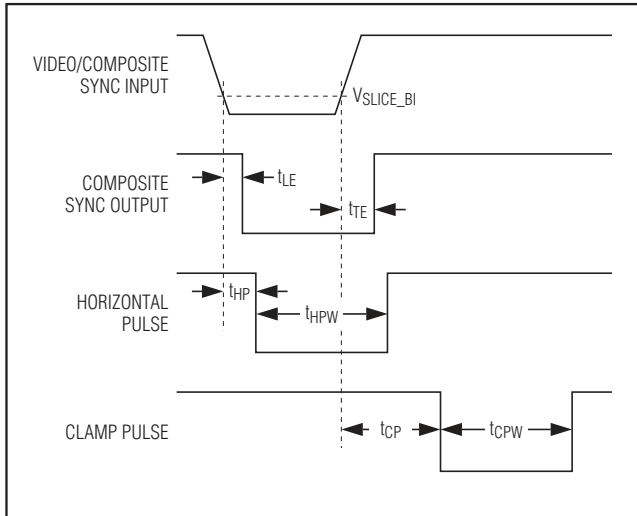 VIDEO/COMPOSITE
SYNC INPUT
VSLICE_BI
COMPOSITE
SYNC OUTPUT
tLE
tTE
HORIZONTAL
PULSE
tHP
tHPW
CLAMP PULSE
tCP
tCPW